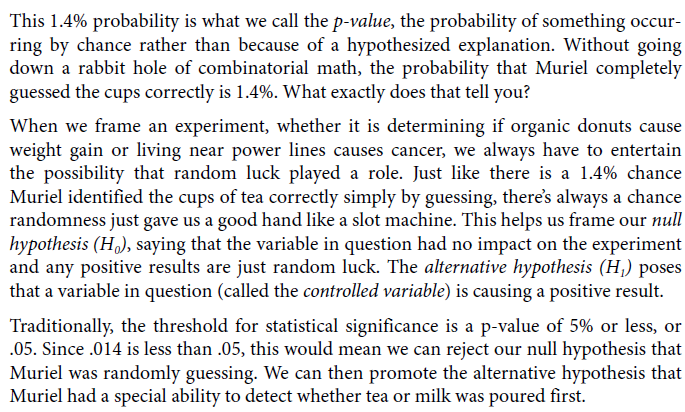 This 1.4% probability is what we call the p-value, the probability of something occur-
ring by chance rather than because of a hypothesized explanation. Without going
down a rabbit hole of combinatorial math, the probability that Muriel completely
guessed the cups correctly is 1.4%. What exactly does that tell you?
When we frame an experiment, whether it is determining if organic donuts cause
weight gain or living near power lines causes cancer, we always have to entertain
the possibility that random luck played a role. Just like there is a 1.4% chance
Muriel identified the cups of tea correctly simply by guessing, there’s always a chance
randomness just gave us a good hand like a slot machine. This helps us frame our null
hypothesis (H₀), saying that the variable in question had no impact on the experiment
and any positive results are just random luck. The alternative hypothesis (H₁) poses
that a variable in question (called the controlled variable) is causing a positive result.
Traditionally, the threshold for statistical significance is a p-value of 5% or less, or
.05. Since .014 is less than .05, this would mean we can reject our null hypothesis that
Muriel was randomly guessing. We can then promote the alternative hypothesis that
Muriel had a special ability to detect whether tea or milk was poured first.